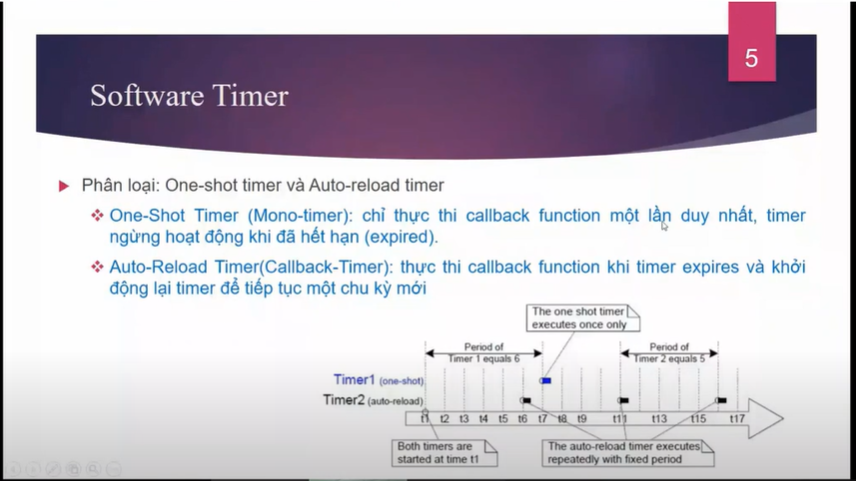 5
Software Timer
Phân loại: One-shot timer và Auto-reload timer
One-Shot Timer (Mono-timer): chỉ thực thi callback function một lần duy nhất, timer
ngừng hoạt động khi đã hết hạn (expired).
Auto-Reload Timer(Callback-Timer): thực thi callback function khi timer expires và khởi
động lại timer để tiếp tục một chu kỳ mới
The one shot timer
executes once only
Period of
Timer 1 equals 6
Period of
Timer 2 equals 5
Timer1 (one-shot)
Timer2 (auto-reload)
t1 t2 t3 t4 t5 t6 t7 t8 t9 t11 t13 t15 t17
Both timers are
started at time t1
The auto-reload timer executes
repeatedly with fixed period